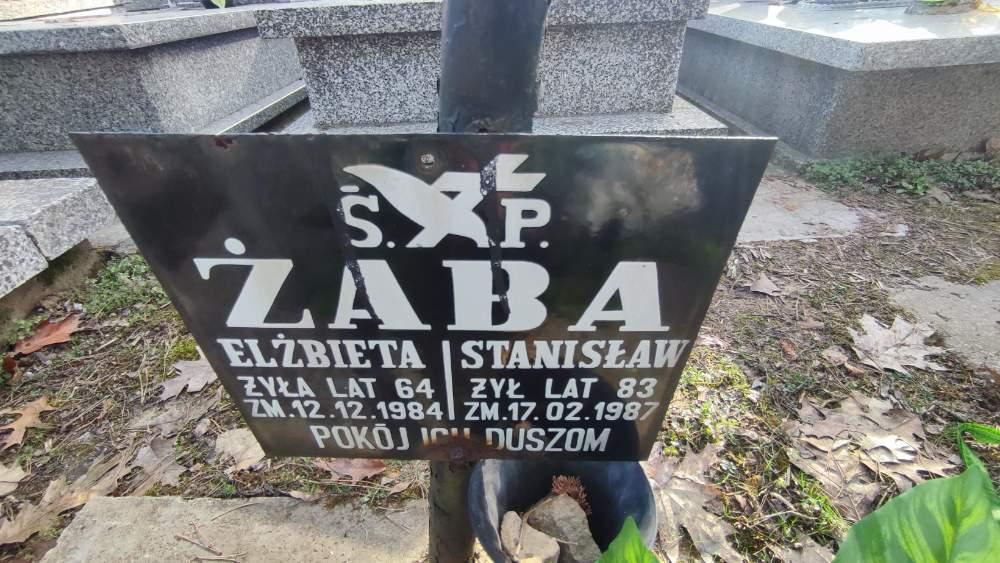 Ś. P.
ŻABA
ELŻBIETA STANISŁAW
ŻYŁA LAT 64 ŻYŁ LAT 83
ZM.12.12.1984 ZM.17.02.1987
POKÓJ ICH DUSZOM